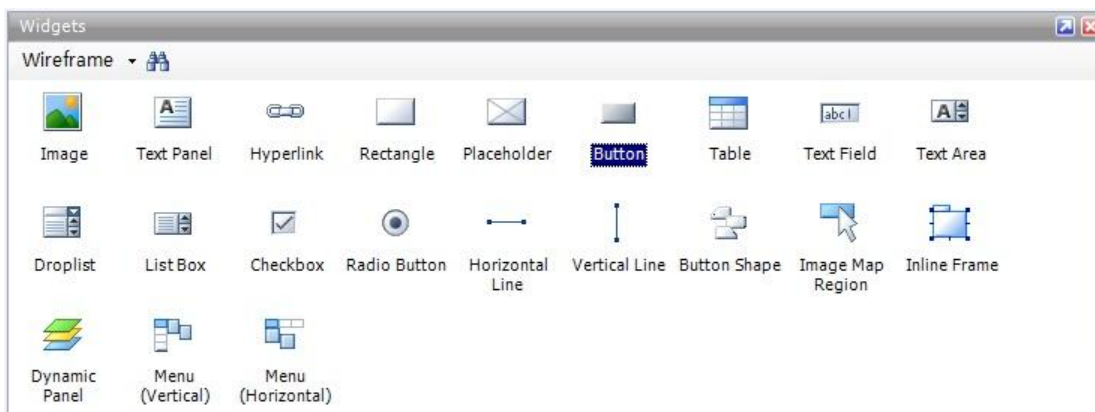 Widgets
Wireframe
Image Text Panel Hyperlink Rectangle Placeholder Button Table Text Field Text Area
Droplist List Box Checkbox Radio Button Horizontal Line Vertical Line Button Shape Image Map Region Inline Frame
Dynamic Panel Menu (Vertical) Menu (Horizontal)